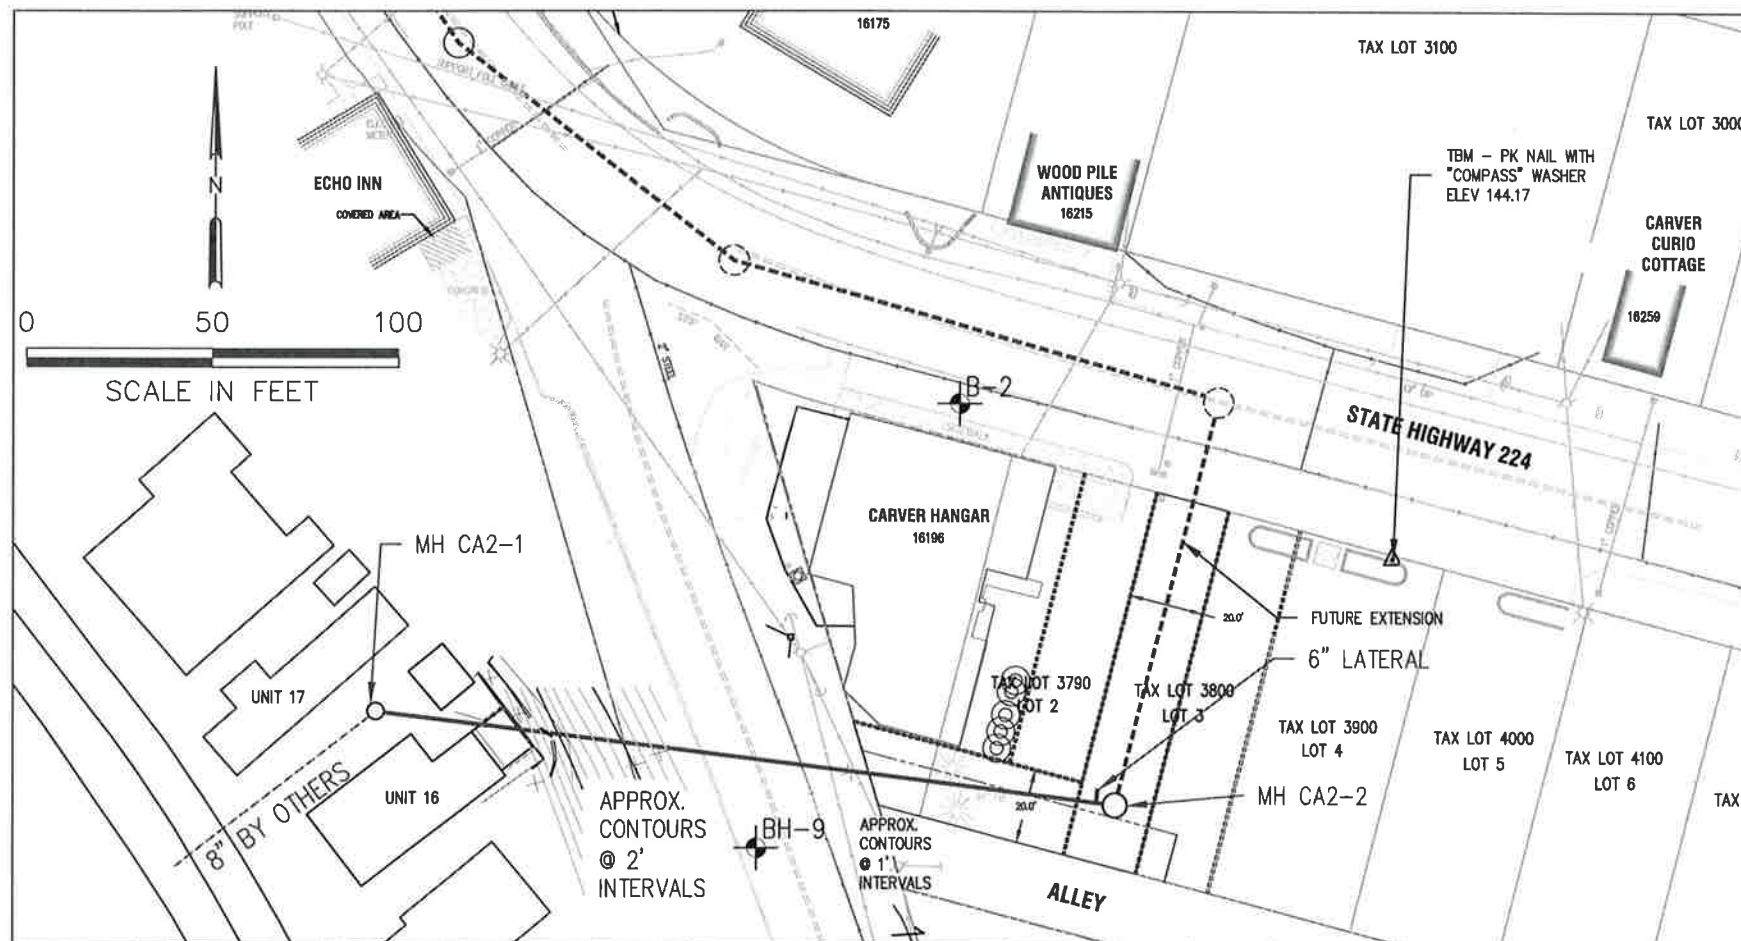 16175
TAX LOT 3100
TAX LOT 3000
TBM – PK NAIL WITH
"COMPASS" WASHER
ELEV 144.17
WOOD PILE
ANTIQUES
16215
ECHO INN
COVERED AREA
N
CARVER
CURIO
COTTAGE
16259
0 50 100
SCALE IN FEET
2" STEEL
B-2
SIDEWALK
STATE HIGHWAY 224
CARVER HANGAR
16196
MH CA2-1
20.0'
FUTURE EXTENSION
6" LATERAL
TAX LOT 3790
LOT 2
TAX LOT 3800
LOT 3
TAX LOT 3900
LOT 4
TAX LOT 4000
LOT 5
TAX LOT 4100
LOT 6
TAX
UNIT 17
UNIT 16
8" BY OTHERS
MH CA2-2
20.0'
APPROX.
CONTOURS
@ 2'
INTERVALS
BH-9
APPROX.
CONTOURS
@ 1'
INTERVALS
ALLEY